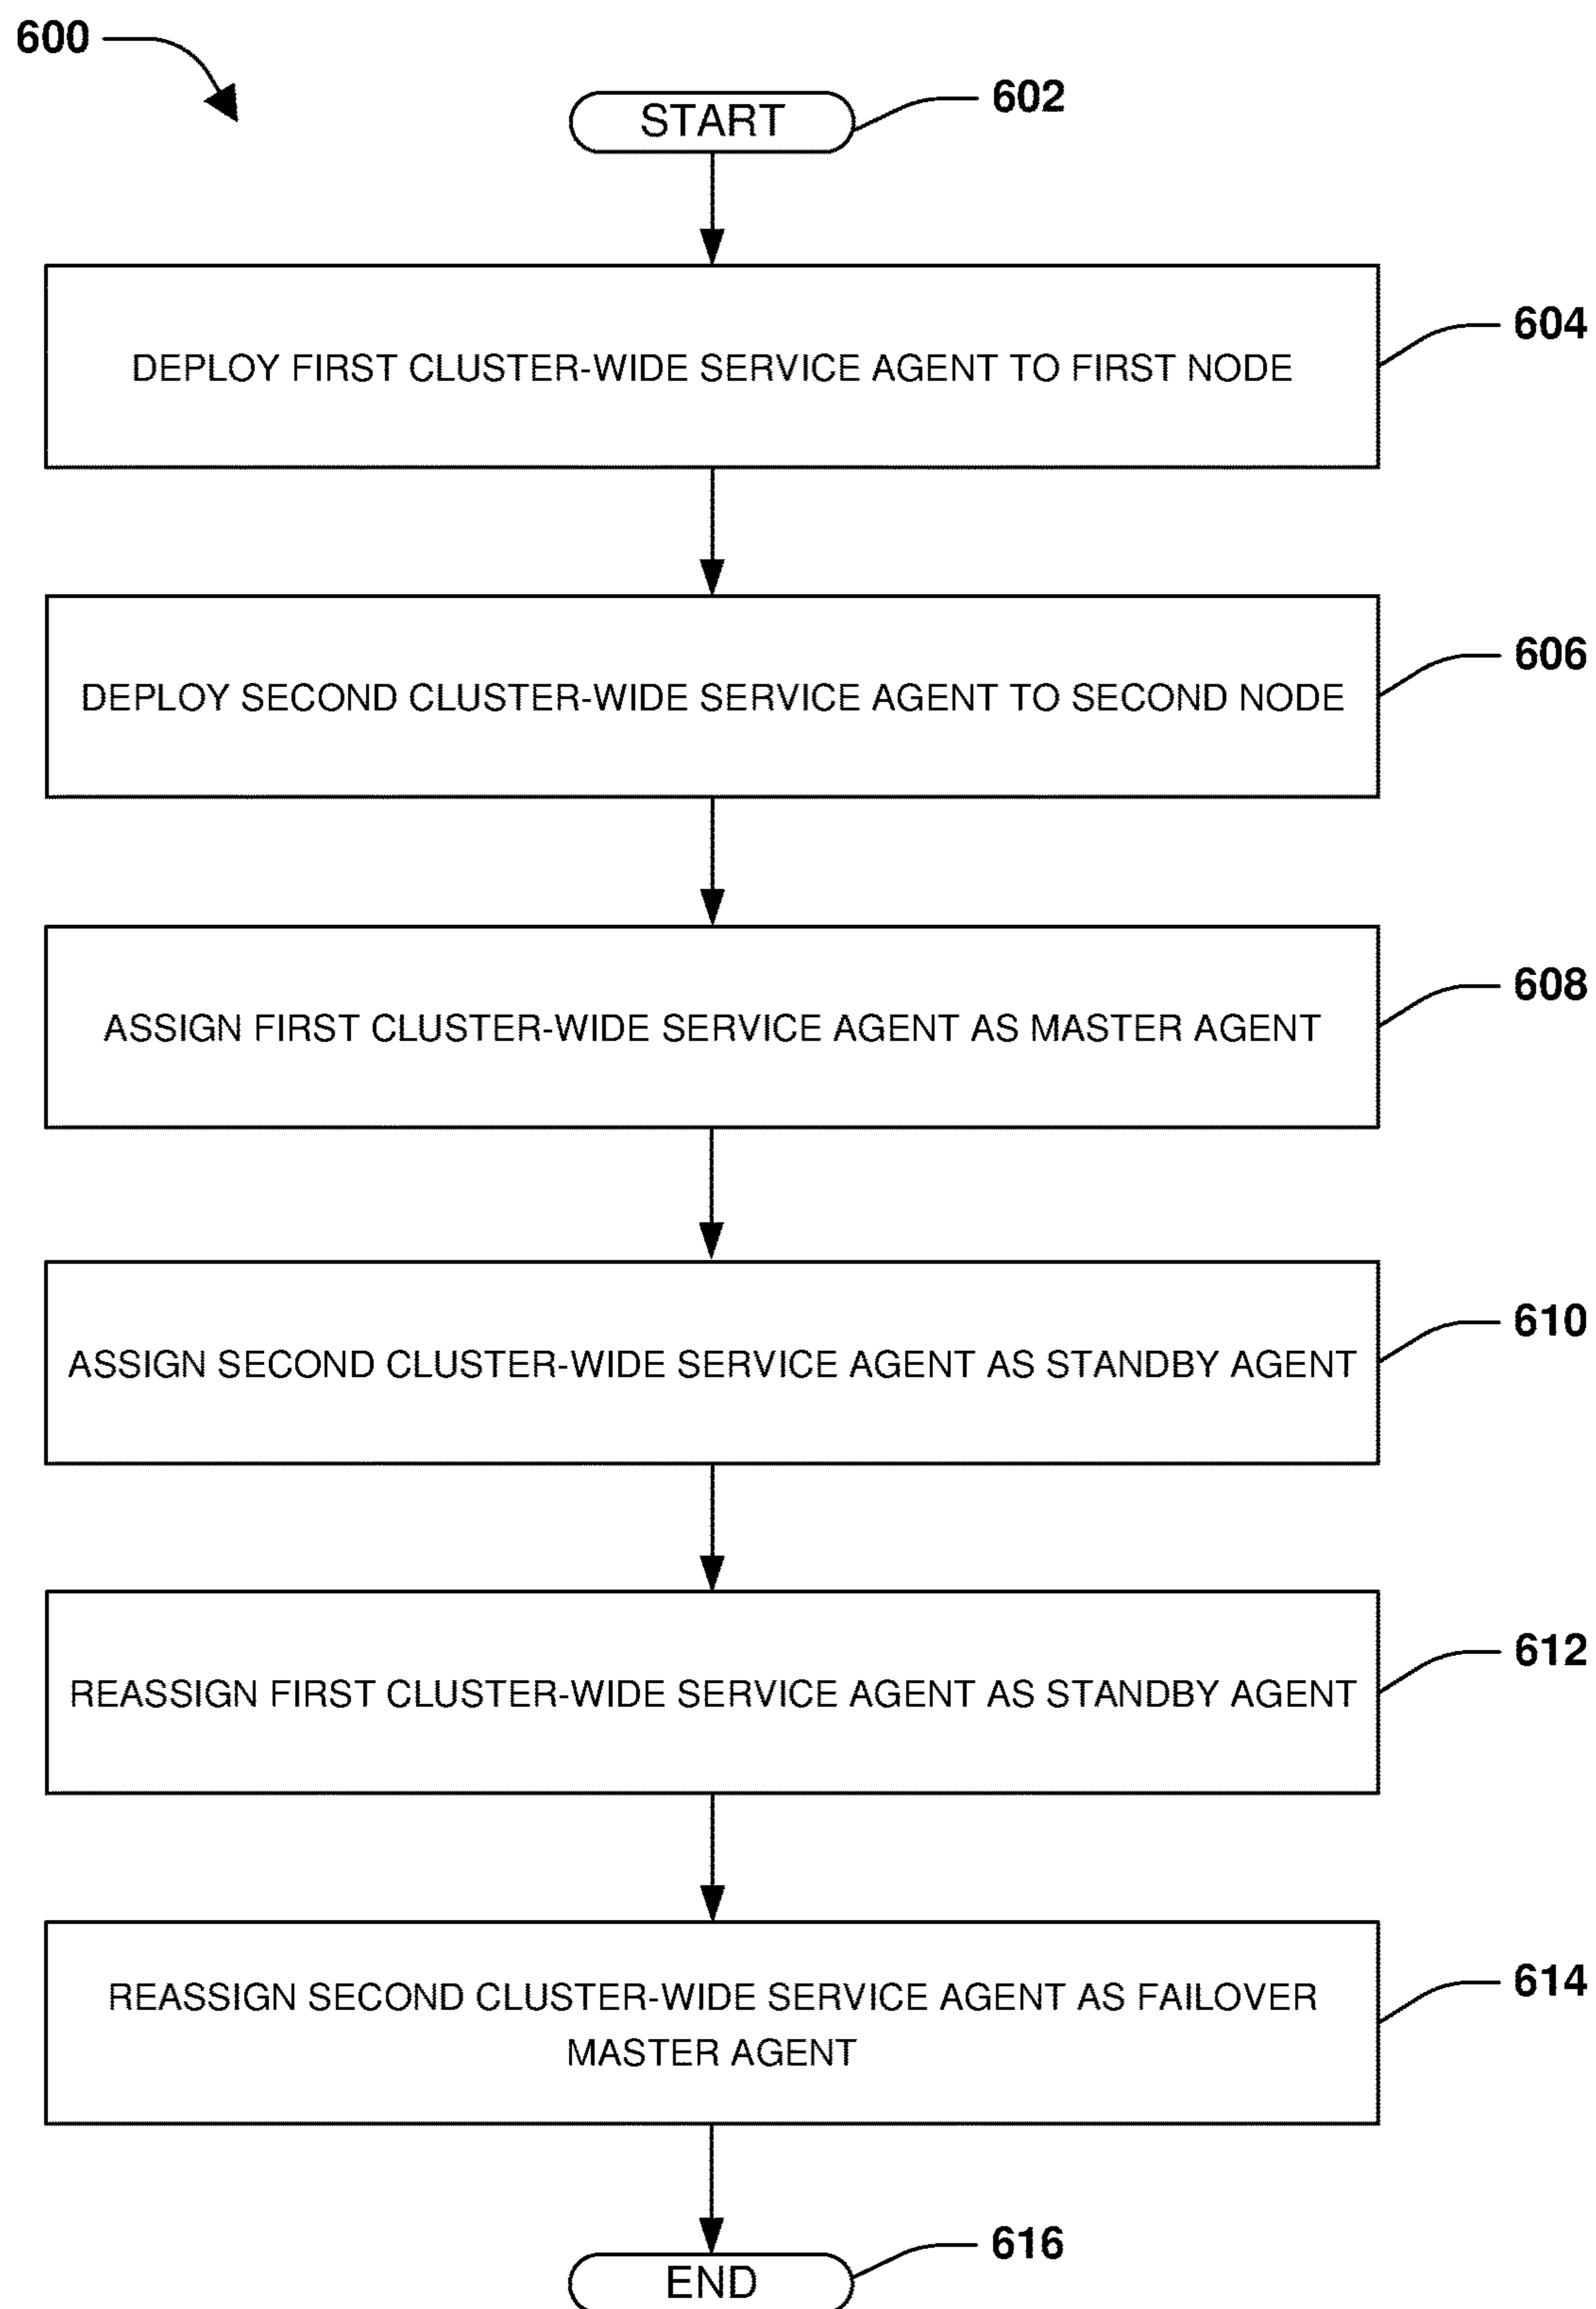 600
START
602
DEPLOY FIRST CLUSTER-WIDE SERVICE AGENT TO FIRST NODE
604
DEPLOY SECOND CLUSTER-WIDE SERVICE AGENT TO SECOND NODE
606
ASSIGN FIRST CLUSTER-WIDE SERVICE AGENT AS MASTER AGENT
608
ASSIGN SECOND CLUSTER-WIDE SERVICE AGENT AS STANDBY AGENT
610
REASSIGN FIRST CLUSTER-WIDE SERVICE AGENT AS STANDBY AGENT
612
REASSIGN SECOND CLUSTER-WIDE SERVICE AGENT AS FAILOVER
MASTER AGENT
614
END
616